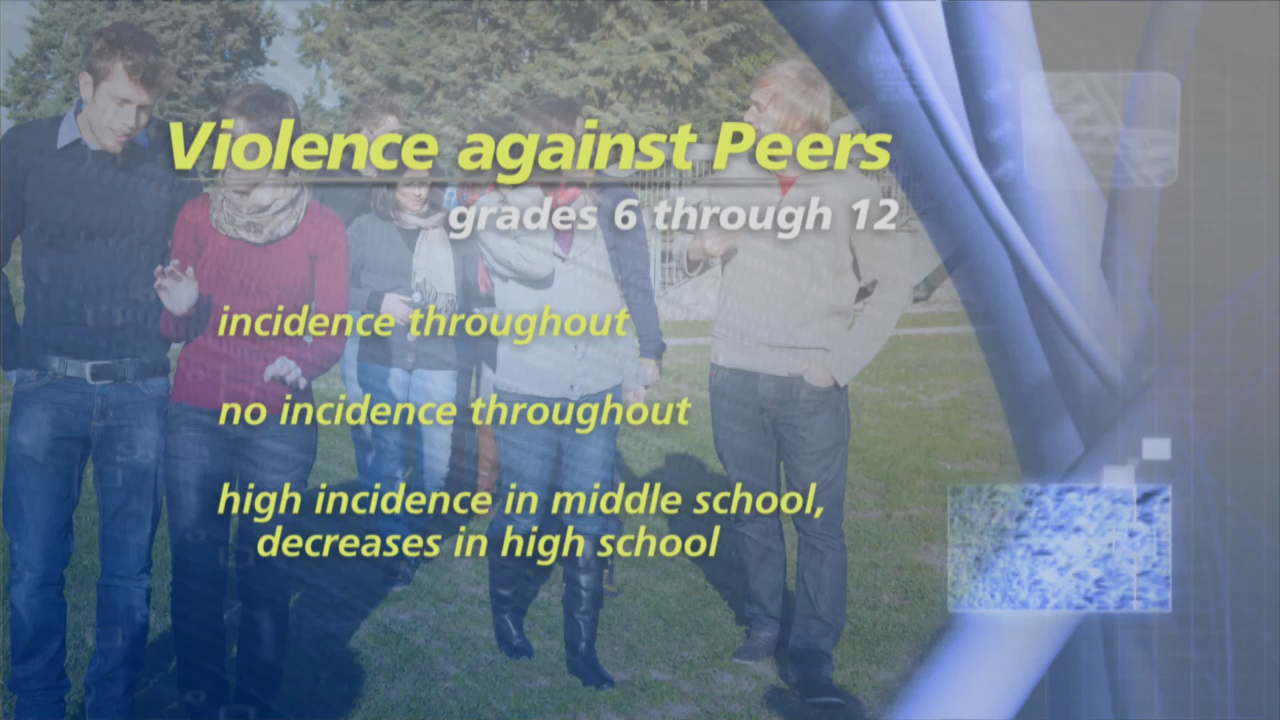 Violence against Peers
grades 6 through 12
incidence throughout
no incidence throughout
high incidence in middle school,
decreases in high school